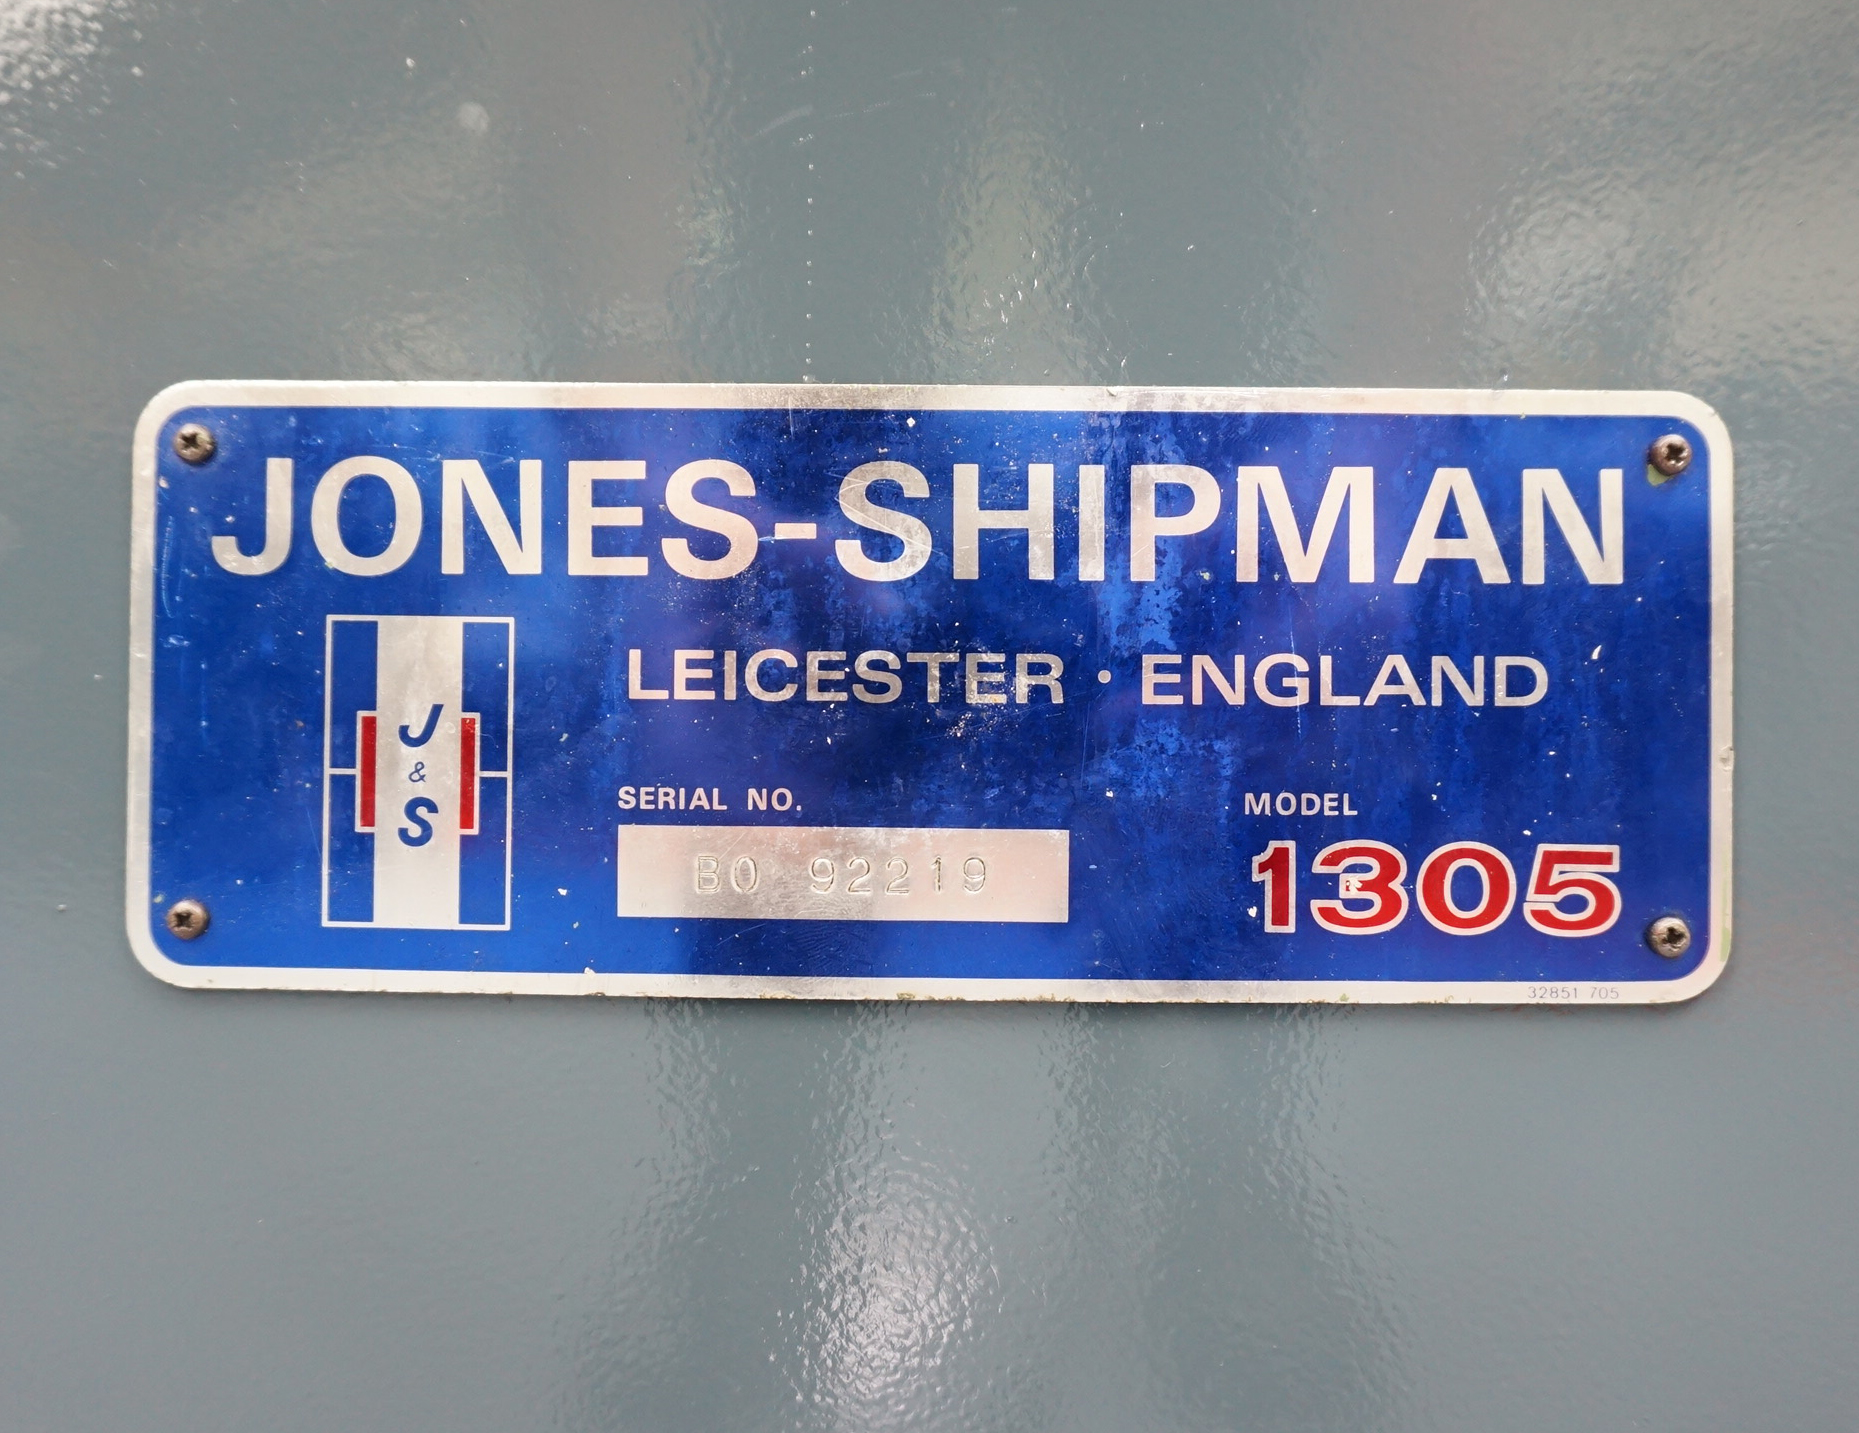 JONES-SHIPMAN
LEICESTER · ENGLAND
J
&
S
SERIAL NO.
BO 92219
MODEL
1305
32851 705